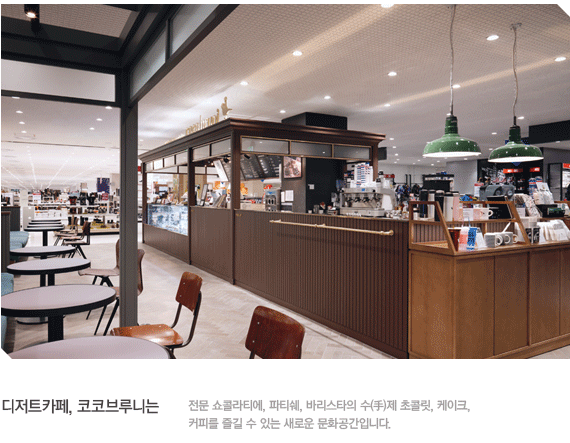 디저트카페, 코코브루니는
전문 쇼콜라티에, 파티쉐, 바리스타의 수(手)제 초콜릿, 케이크,
커피를 즐길 수 있는 새로운 문화공간입니다.